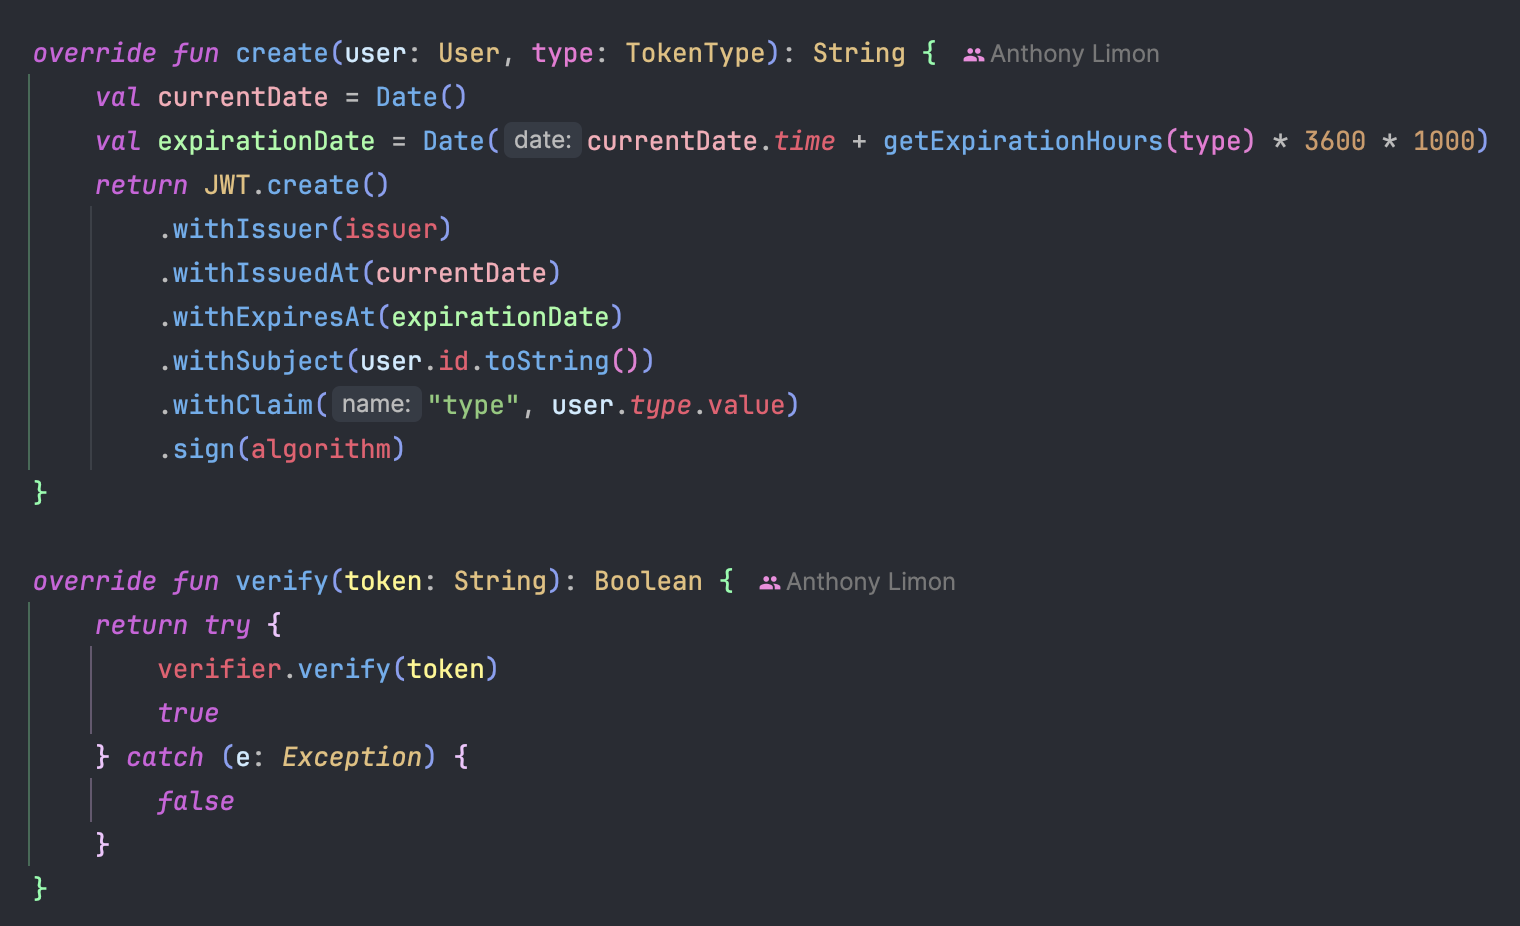 override fun create(user: User, type: TokenType): String { Anthony Limon
val currentDate = Date()
val expirationDate = Date( date: currentDate.time + getExpirationHours(type) * 3600 * 1000)
return JWT.create()
.withIssuer(issuer)
.withIssuedAt(currentDate)
.withExpiresAt(expirationDate)
.withSubject(user.id.toString())
.withClaim( name: "type", user.type.value)
.sign(algorithm)
}
override fun verify(token: String): Boolean { Anthony Limon
return try {
verifier.verify(token)
true
} catch (e: Exception) {
false
}
}